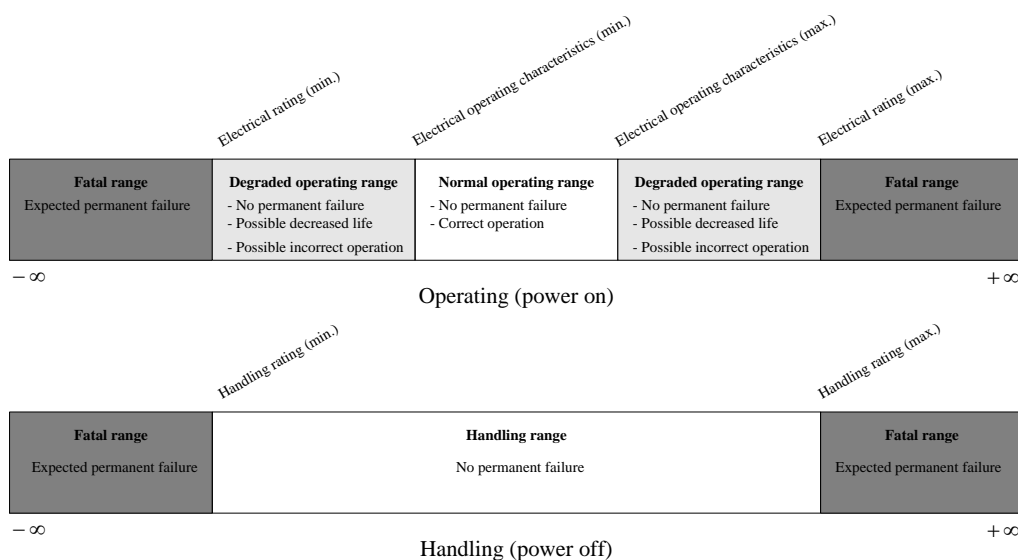 Electrical rating (min.)
Electrical operating characteristics (min.)
Electrical operating characteristics (max.)
Electrical rating (max.)
Fatal range
Expected permanent failure
Degraded operating range
- No permanent failure
- Possible decreased life
- Possible incorrect operation
Normal operating range
- No permanent failure
- Correct operation
Degraded operating range
- No permanent failure
- Possible decreased life
- Possible incorrect operation
Fatal range
Expected permanent failure
− ∞
+ ∞
Operating (power on)
Handling rating (min.)
Handling rating (max.)
Fatal range
Expected permanent failure
Handling range
No permanent failure
Fatal range
Expected permanent failure
− ∞
+ ∞
Handling (power off)